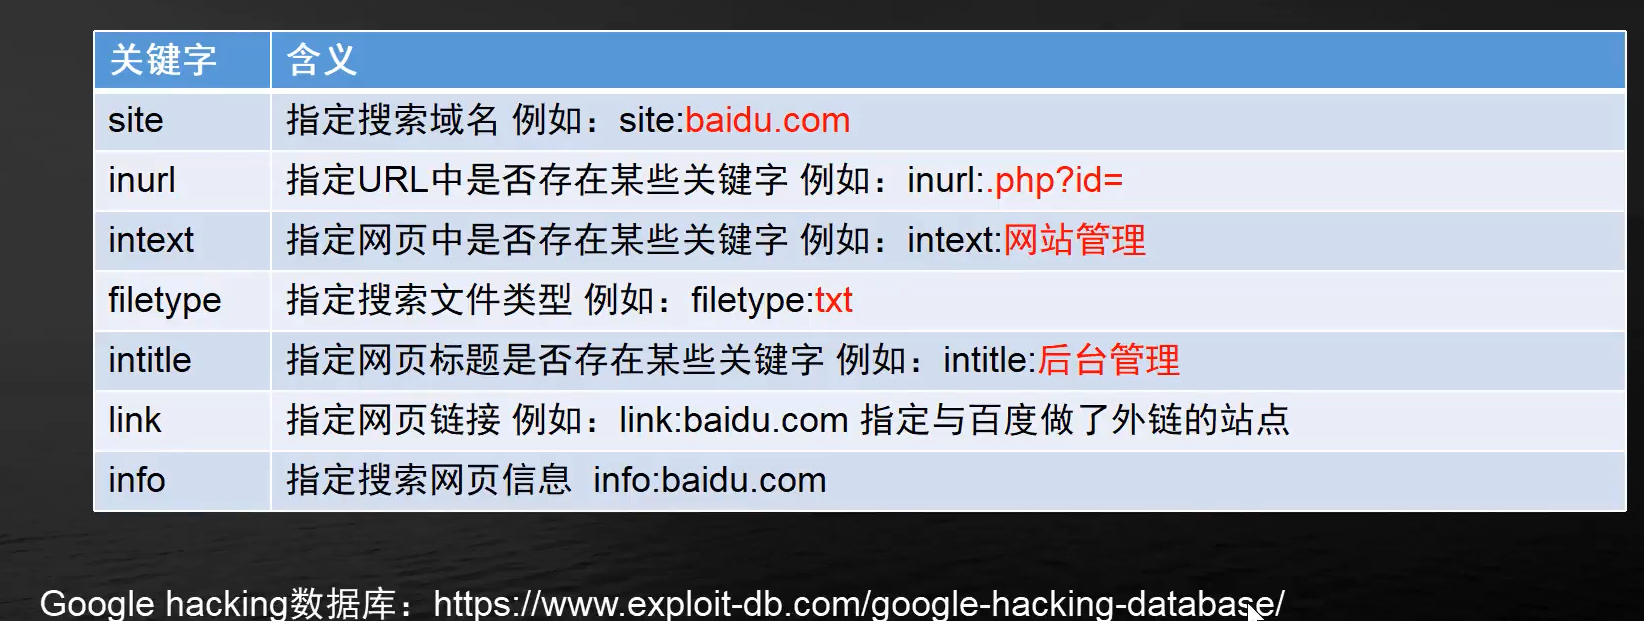 关键字 含义
site 指定搜索域名 例如：site:baidu.com
inurl 指定URL中是否存在某些关键字 例如：inurl:.php?id=
intext 指定网页中是否存在某些关键字 例如：intext:网站管理
filetype 指定搜索文件类型 例如：filetype:txt
intitle 指定网页标题是否存在某些关键字 例如：intitle:后台管理
link 指定网页链接 例如：link:baidu.com 指定与百度做了外链的站点
info 指定搜索网页信息 info:baidu.com
Google hacking数据库：https://www.exploit-db.com/google-hacking-database/